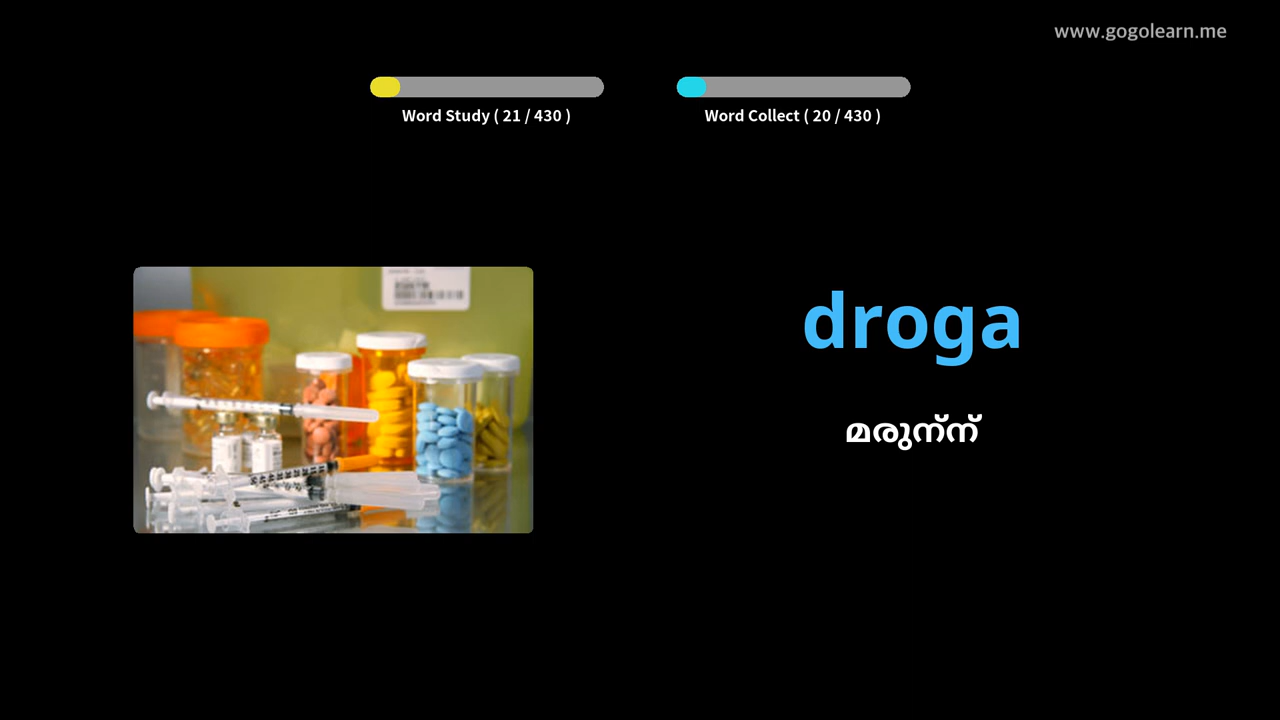 www.gogolearn.me
Word Study ( 21 / 430 )
Word Collect ( 20 / 430 )
droga
മരുന്ന്